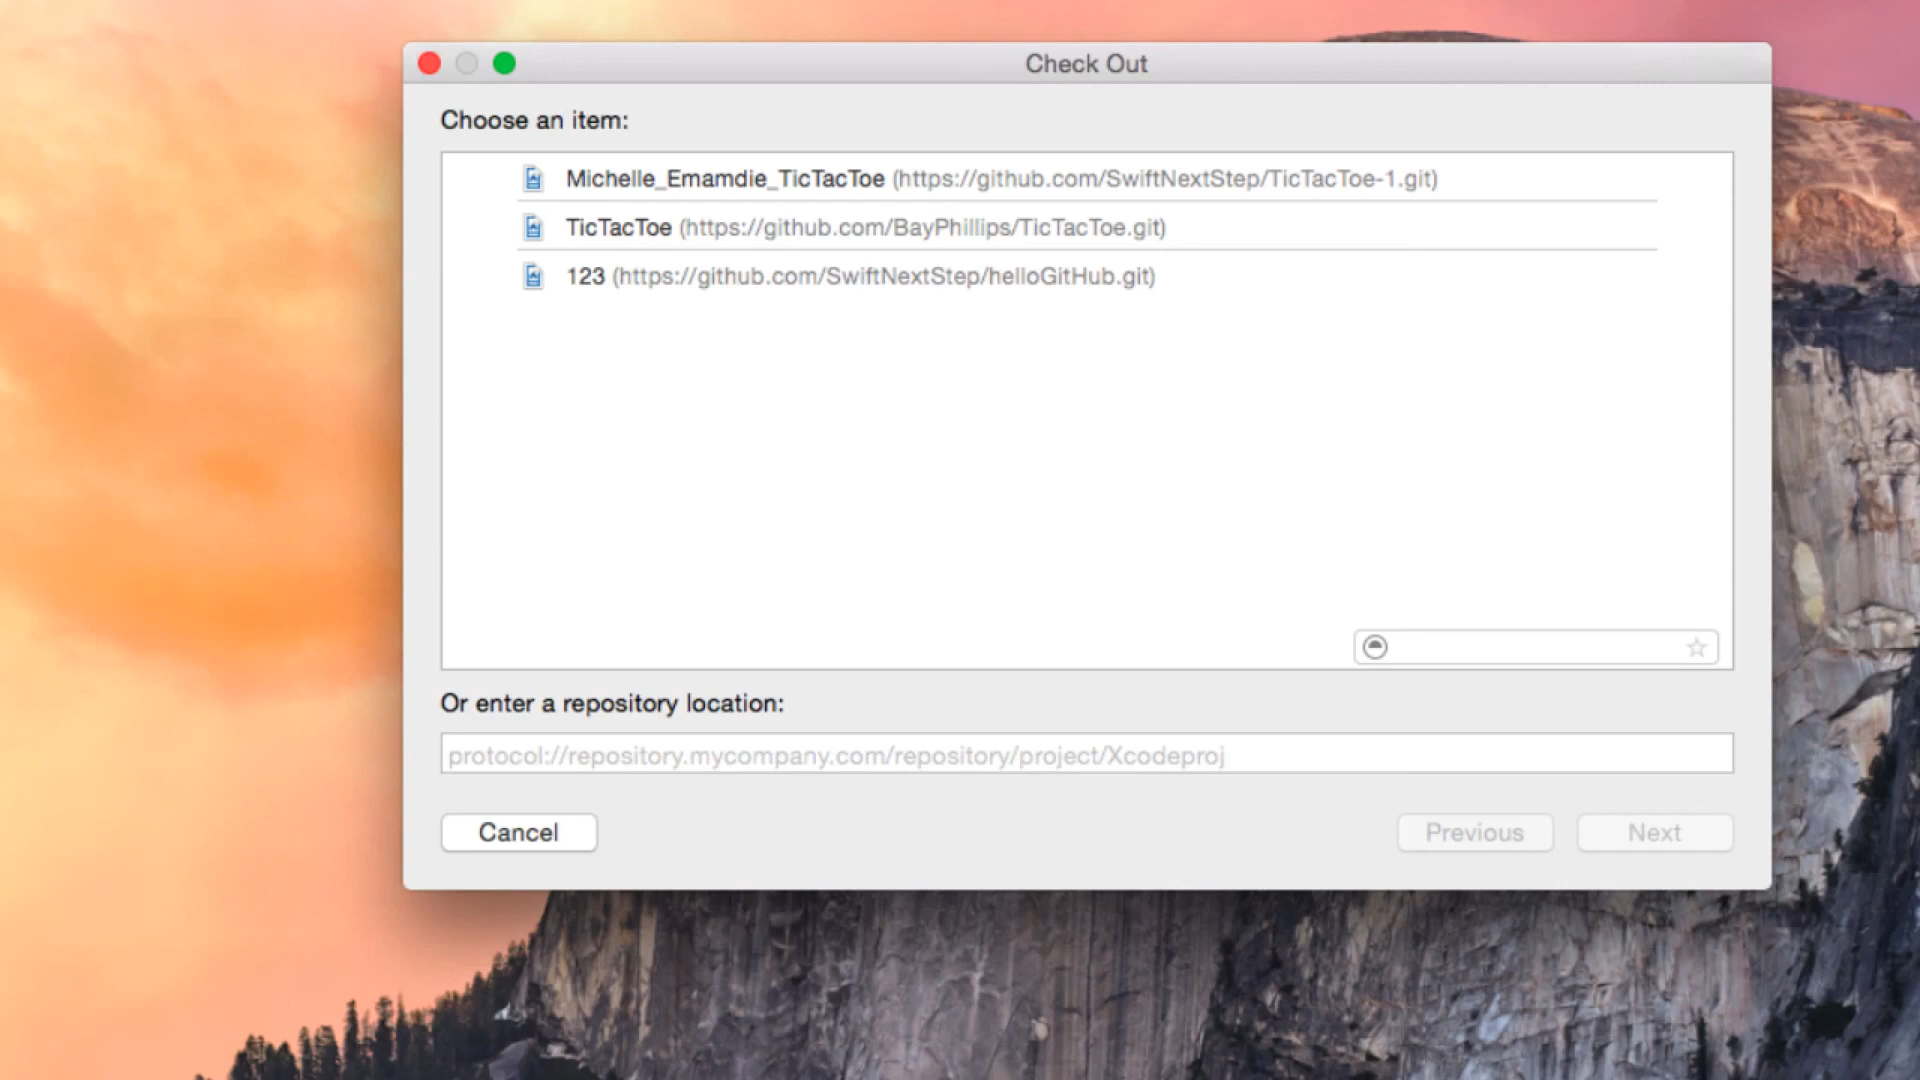 Check Out
Choose an item:
Michelle_Emamdie_TicTacToe (https://github.com/SwiftNextStep/TicTacToe-1.git)
TicTacToe (https://github.com/BayPhillips/TicTacToe.git)
123 (https://github.com/SwiftNextStep/helloGitHub.git)
Or enter a repository location:
protocol://repository.mycompany.com/repository/project/Xcodeproj
Cancel Previous Next